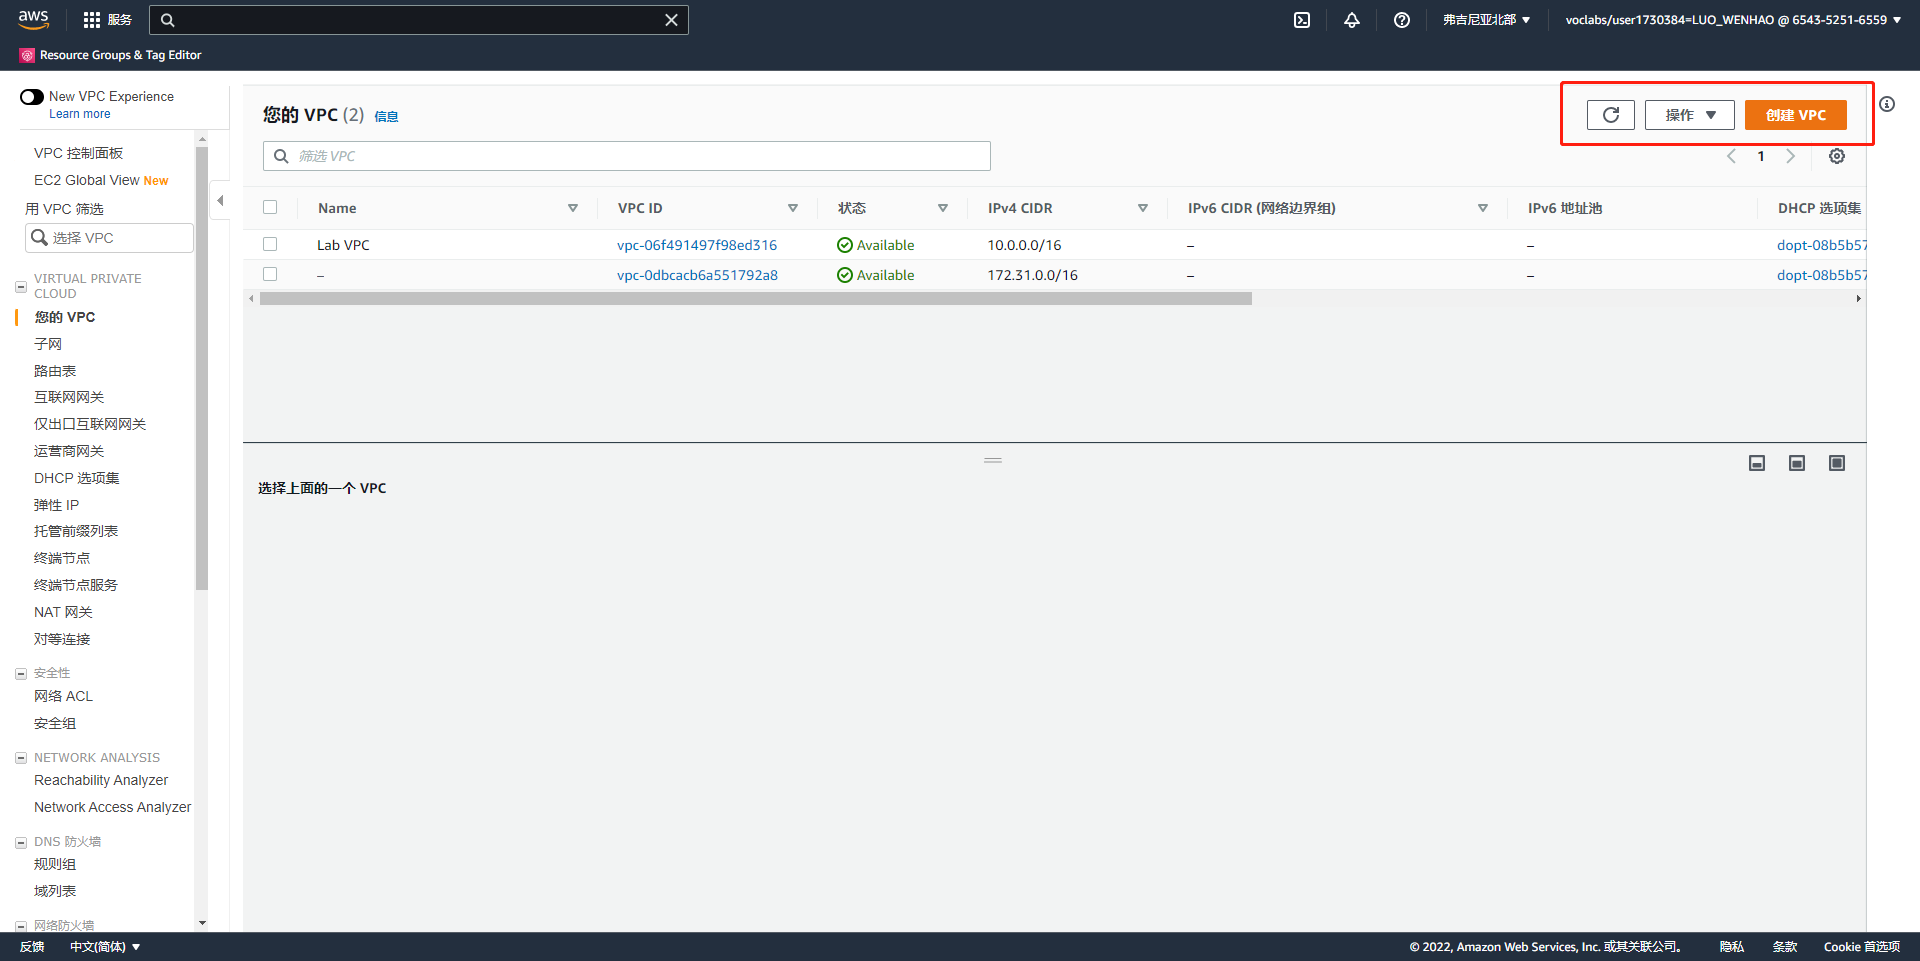 aws
服务
弗吉尼亚北部
voclabs/user1730384=LUO_WENHAO @ 6543-5251-6559
Resource Groups & Tag Editor
New VPC Experience
Learn more
VPC 控制面板
EC2 Global View New
用 VPC 筛选
选择 VPC
VIRTUAL PRIVATE
CLOUD
您的 VPC
子网
路由表
互联网网关
仅出口互联网网关
运营商网关
DHCP 选项集
弹性 IP
托管前缀列表
终端节点
终端节点服务
NAT 网关
对等连接
安全性
网络 ACL
安全组
NETWORK ANALYSIS
Reachability Analyzer
Network Access Analyzer
DNS 防火墙
规则组
域列表
网络防火墙
您的 VPC (2) 信息
操作
创建 VPC
筛选 VPC
1
Name VPC ID 状态 IPv4 CIDR IPv6 CIDR (网络边界组) IPv6 地址池 DHCP 选项集
Lab VPC vpc-06f491497f98ed316 Available 10.0.0.0/16 – – dopt-08b5b57
– vpc-0dbcacb6a551792a8 Available 172.31.0.0/16 – – dopt-08b5b57
选择上面的一个 VPC
反馈
中文(简体)
© 2022, Amazon Web Services, Inc. 或其关联公司。
隐私
条款
Cookie 首选项